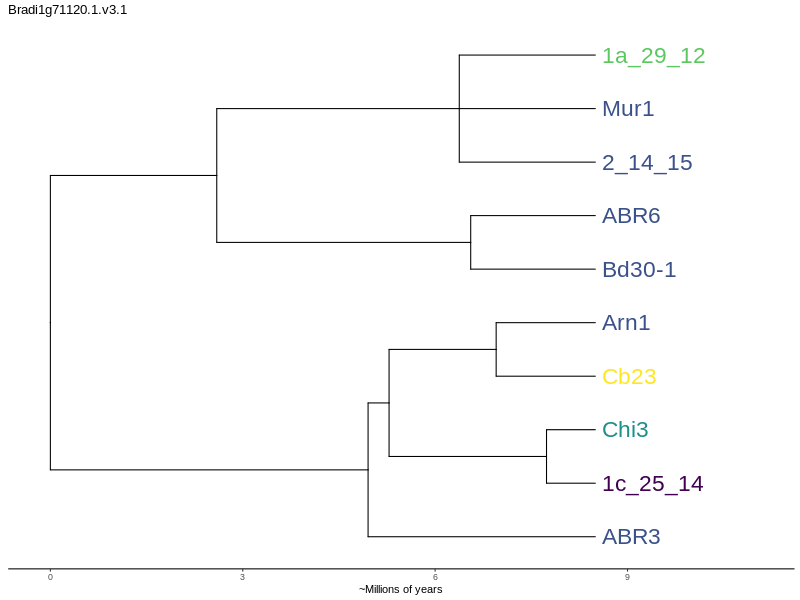 Bradi1g71120.1.v3.1
1a_29_12
Mur1
2_14_15
ABR6
Bd30-1
Arn1
Cb23
Chi3
1c_25_14
ABR3
0 3 6 9
~Millions of years